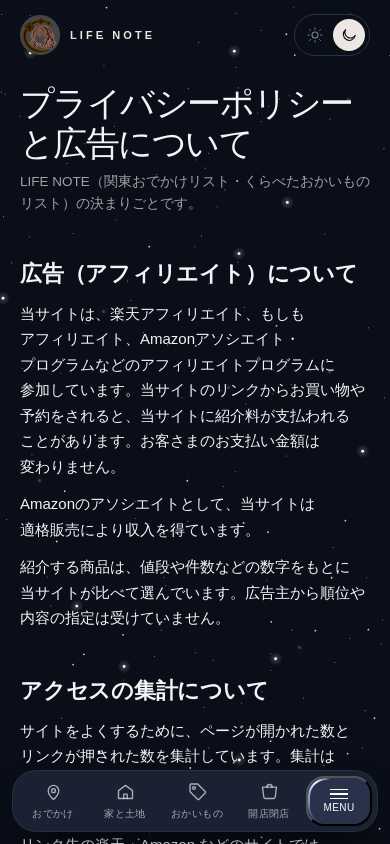 LIFE NOTE
プライバシーポリシー
と広告について
LIFE NOTE（関東おでかけリスト・くらべたおかいもの
リスト）の決まりごとです。
広告（アフィリエイト）について
当サイトは、楽天アフィリエイト、もしも
アフィリエイト、Amazonアソシエイト・
プログラムなどのアフィリエイトプログラムに
参加しています。当サイトのリンクからお買い物や
予約をされると、当サイトに紹介料が支払われる
ことがあります。お客さまのお支払い金額は
変わりません。
Amazonのアソシエイトとして、当サイトは
適格販売により収入を得ています。
紹介する商品は、値段や件数などの数字をもとに
当サイトが比べて選んでいます。広告主から順位や
内容の指定は受けていません。
アクセスの集計について
サイトをよくするために、ページが開かれた数と
リンクが押された数を集計しています。集計は
おでかけ
家と土地
おかいもの
開店閉店
MENU
リンク先の楽天・Amazon などのサイトでは